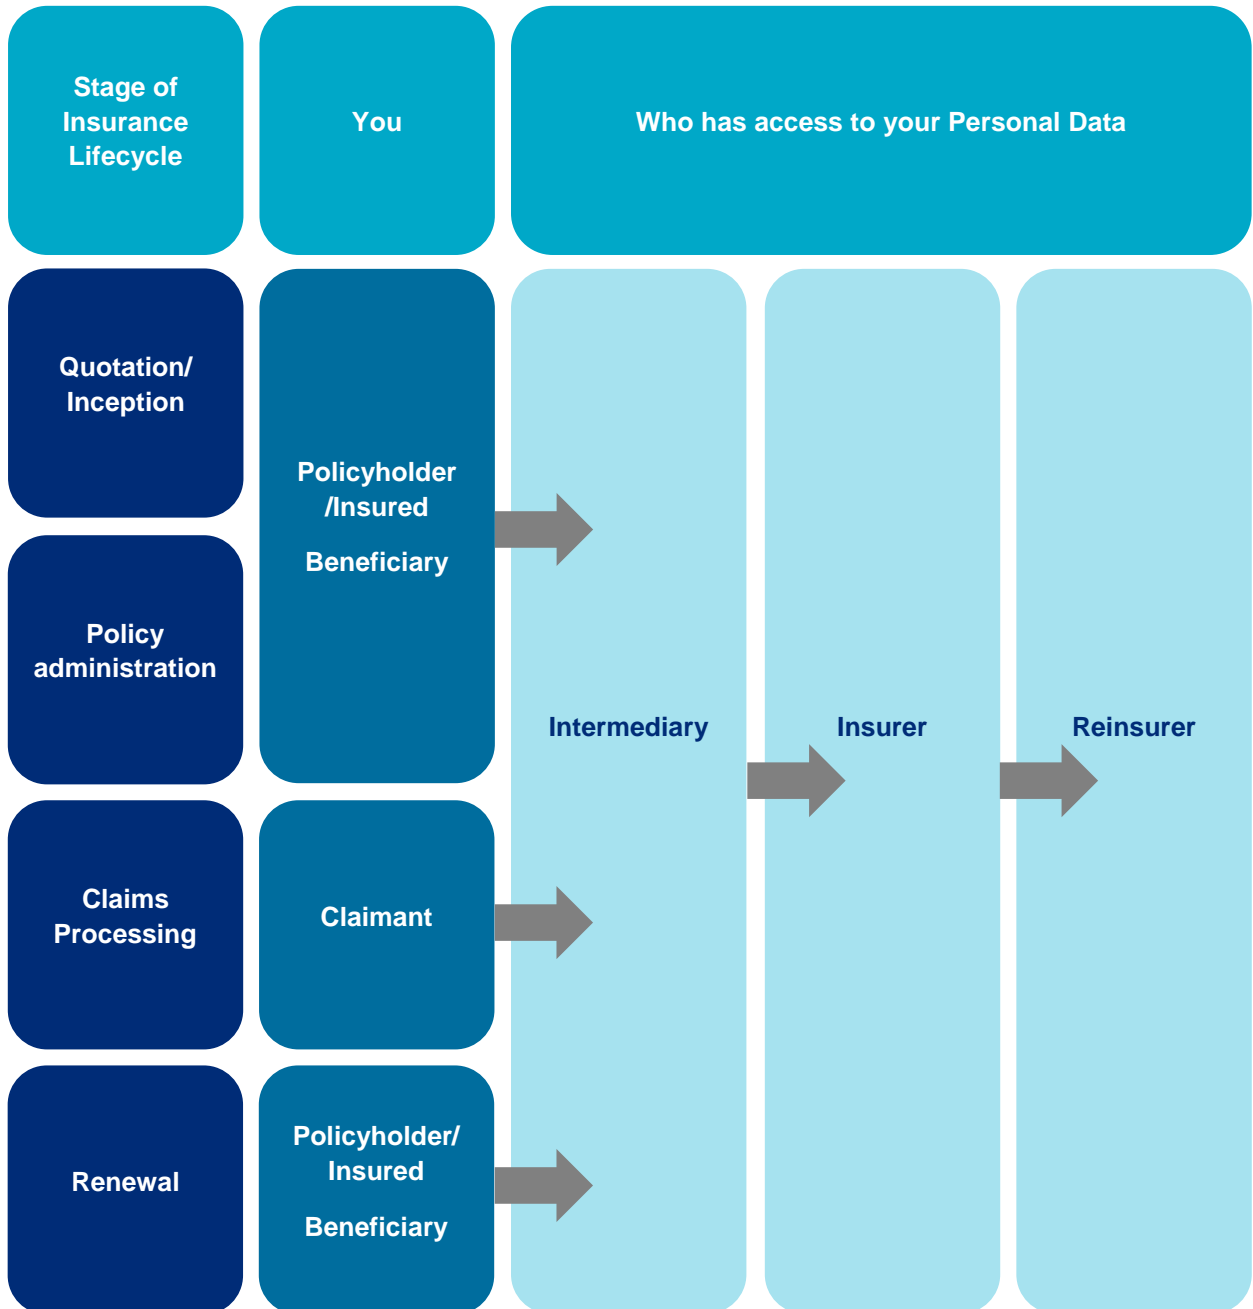 Stage of
Insurance
Lifecycle
You
Who has access to your Personal Data
Quotation/
Inception
Policyholder
/Insured
Beneficiary
Policy
administration
Intermediary
Insurer
Reinsurer
Claims
Processing
Claimant
Renewal
Policyholder/
Insured
Beneficiary